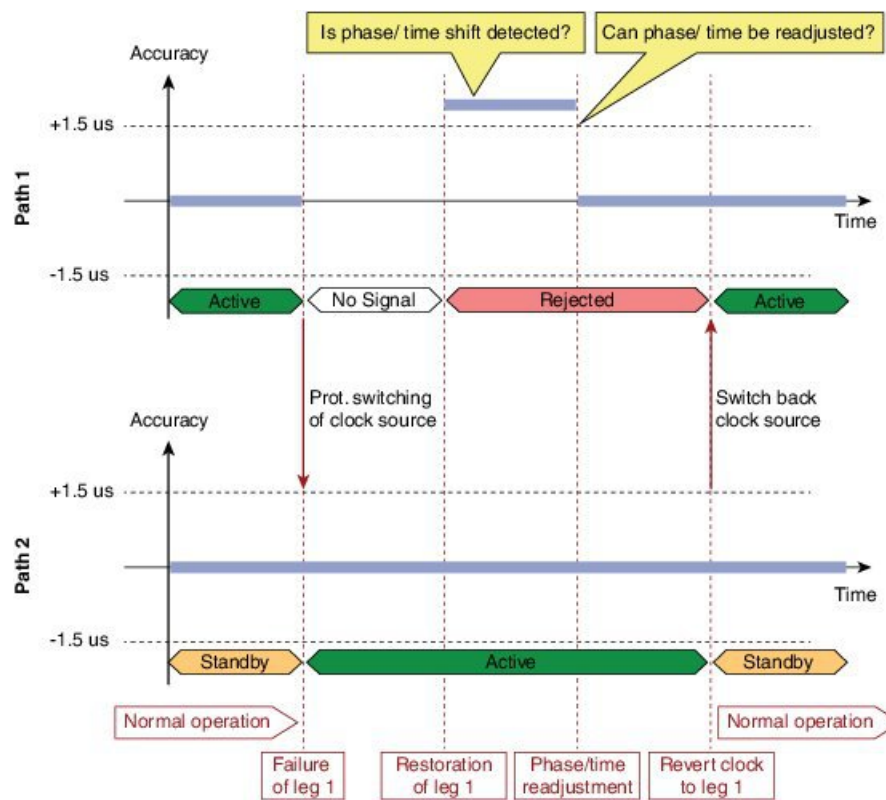 Is phase/ time shift detected?
Can phase/ time be readjusted?
Accuracy
+1.5 us
Path 1
Time
-1.5 us
Active
No Signal
Rejected
Active
Prot. switching
of clock source
Switch back
clock source
Accuracy
+1.5 us
Path 2
Time
-1.5 us
Standby
Active
Standby
Normal operation
Normal operation
Failure
of leg 1
Restoration
of leg 1
Phase/time
readjustment
Revert clock
to leg 1